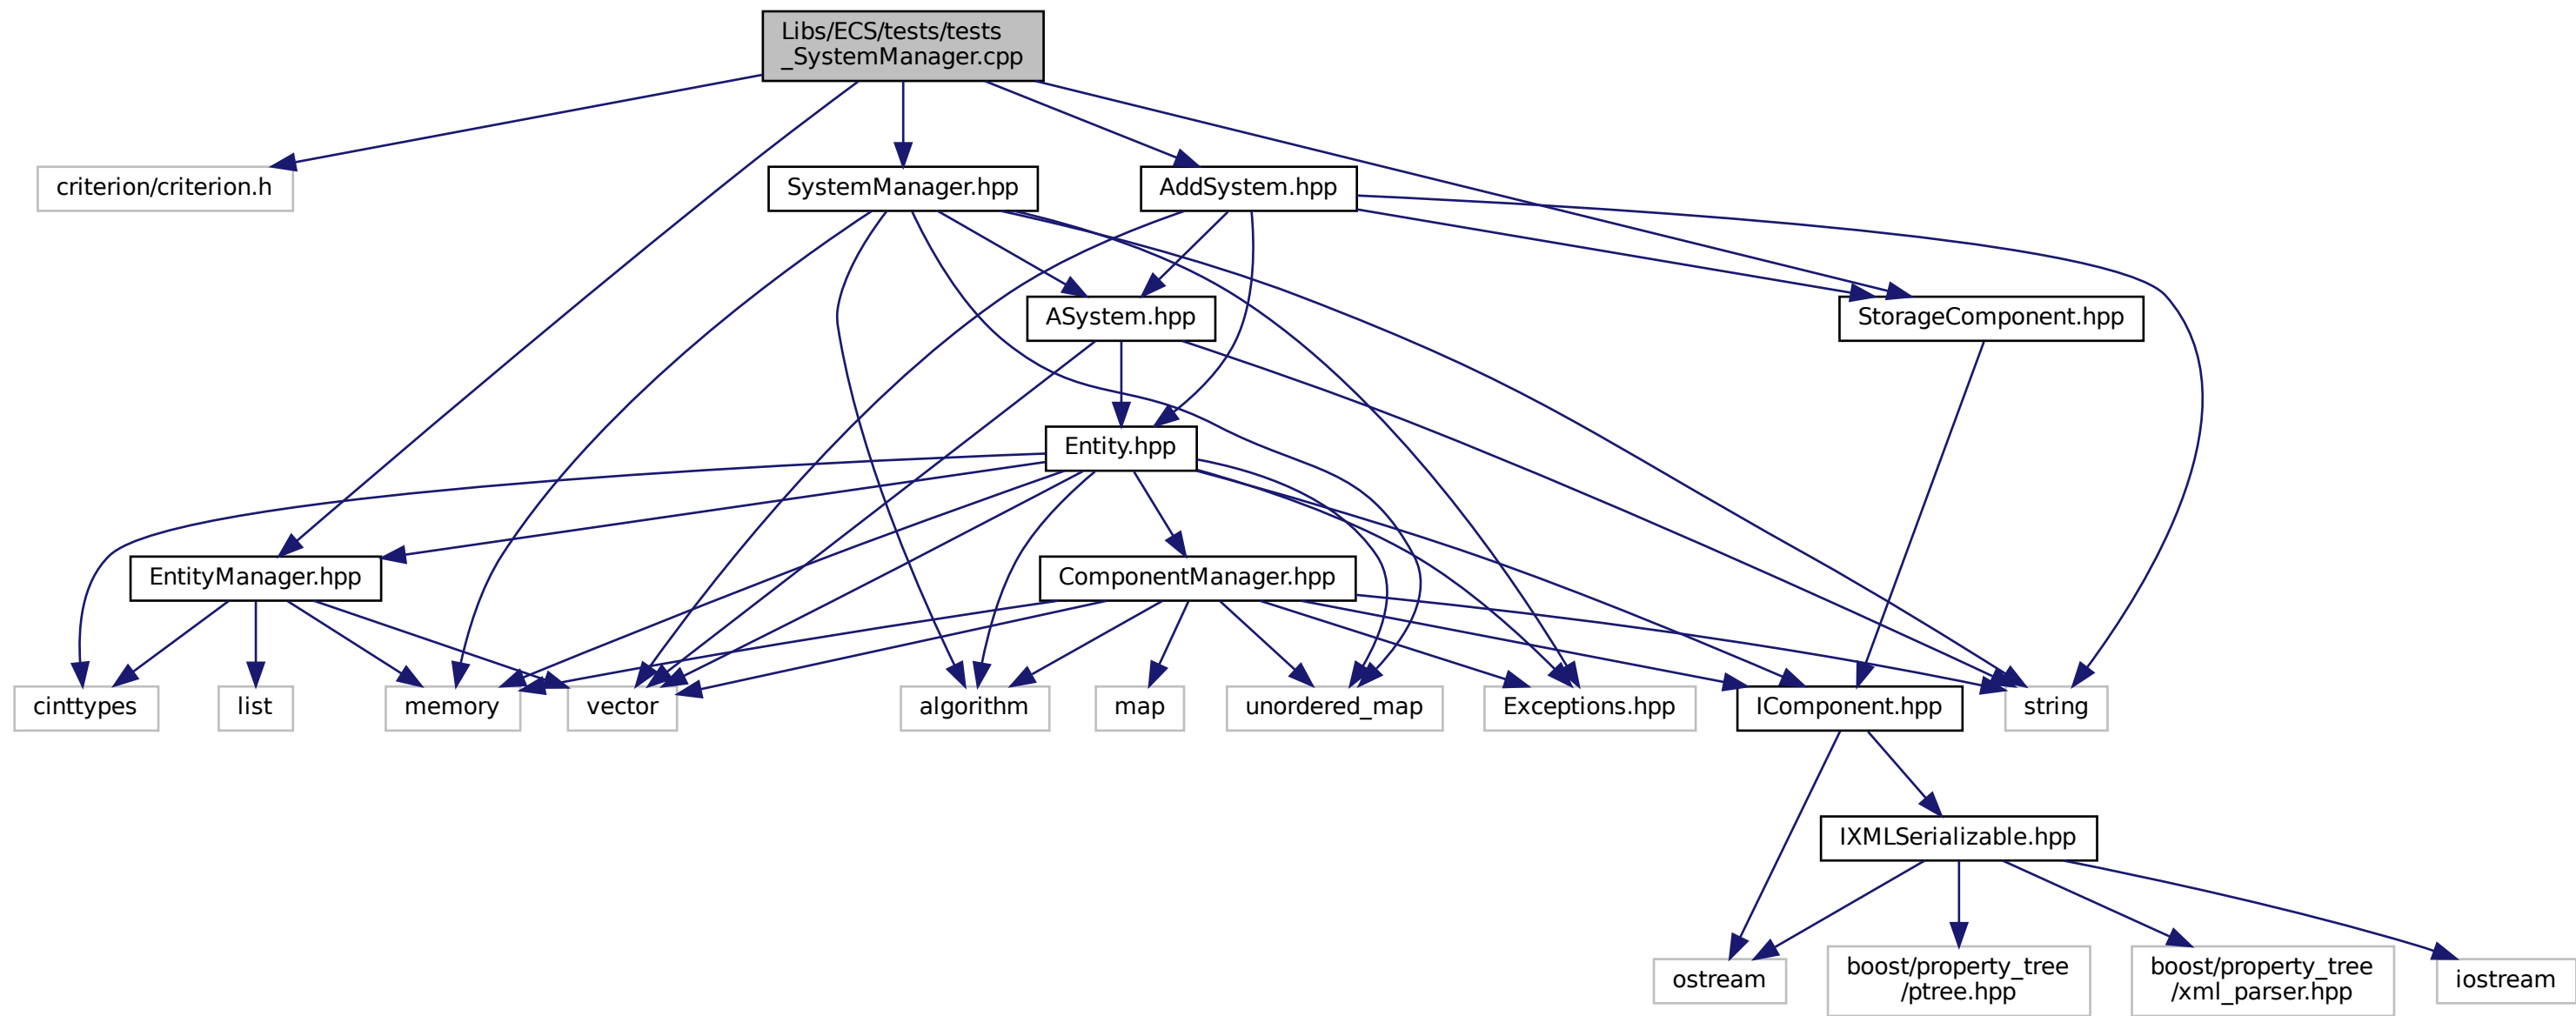 Libs/ECS/tests/tests
_SystemManager.cpp
criterion/criterion.h
SystemManager.hpp
AddSystem.hpp
ASystem.hpp
StorageComponent.hpp
Entity.hpp
EntityManager.hpp
ComponentManager.hpp
cinttypes
list
memory
vector
algorithm
map
unordered_map
Exceptions.hpp
IComponent.hpp
string
IXMLSerializable.hpp
ostream
boost/property_tree
/ptree.hpp
boost/property_tree
/xml_parser.hpp
iostream